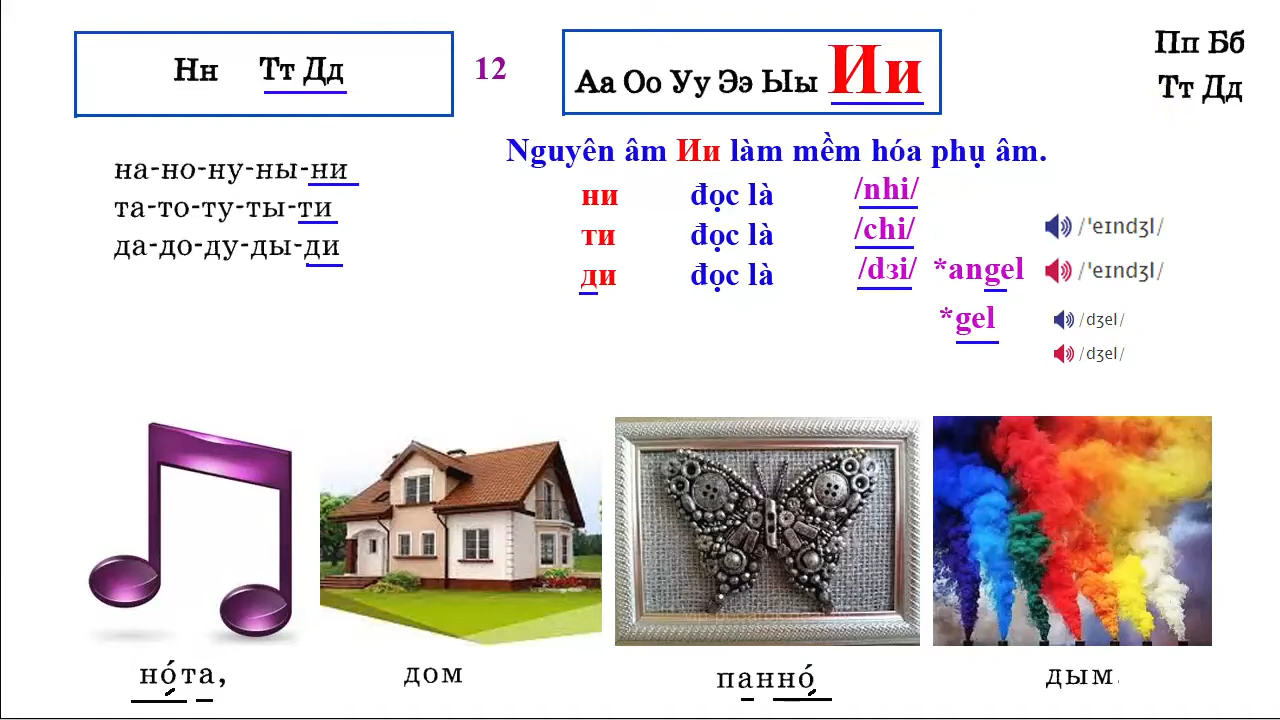 Нн Тт Дд
12
Аа Оо Уу Ээ Ыы Ии
Пп Бб
Тт Дд
на-но-ну-ны-ни
та-то-ту-ты-ти
да-до-ду-ды-ди
Nguyên âm Ии làm mềm hóa phụ âm.
ни đọc là /nhi/
ти đọc là /chi/ /ˈeɪndʒl/
ди đọc là /dзi/ *angel /ˈeɪndʒl/
*gel /dʒel/
/dʒel/
но́та,
дом
панно́
дым.